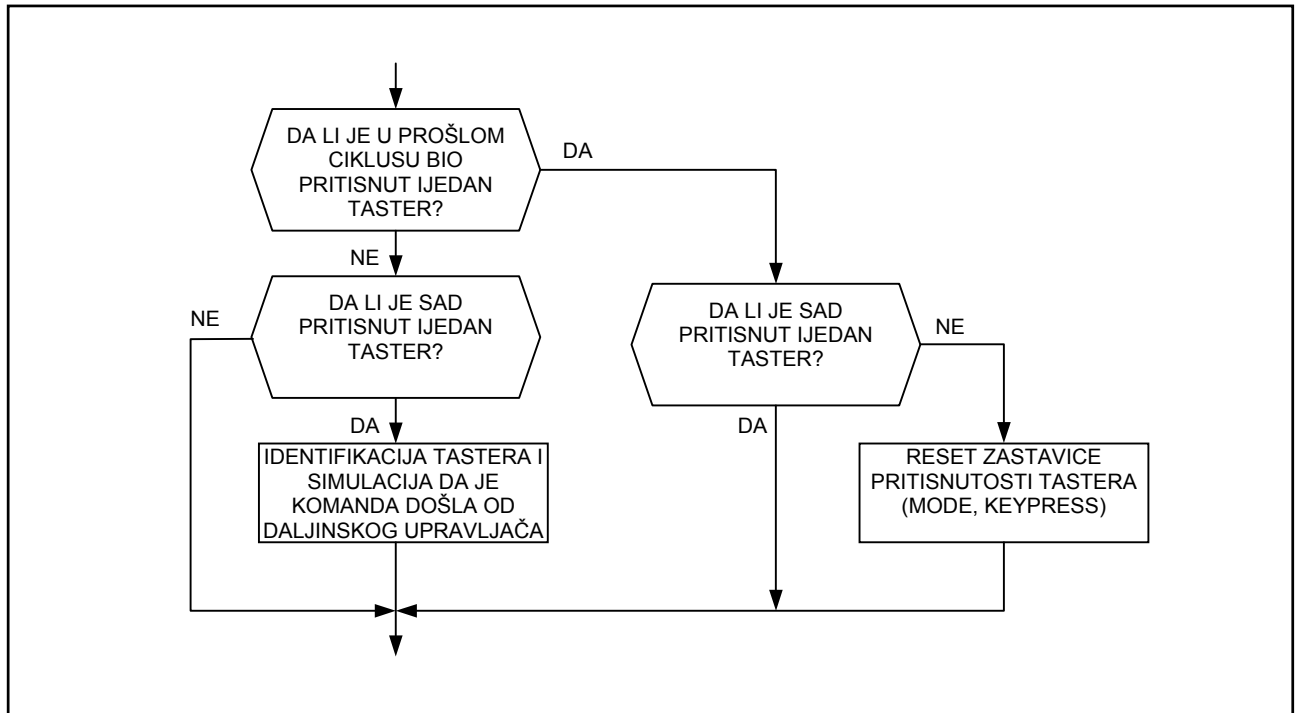 DA LI JE U PROŠLOM
CIKLUSU BIO
PRITISNUT IJEDAN
TASTER?
DA
NE
DA LI JE SAD
PRITISNUT IJEDAN
TASTER?
NE
DA
DA LI JE SAD
PRITISNUT IJEDAN
TASTER?
NE
DA
IDENTIFIKACIJA TASTERA I
SIMULACIJA DA JE
KOMANDA DOŠLA OD
DALJINSKOG UPRAVLJAČA
RESET ZASTAVICE
PRITISNUTOSTI TASTERA
(MODE, KEYPRESS)